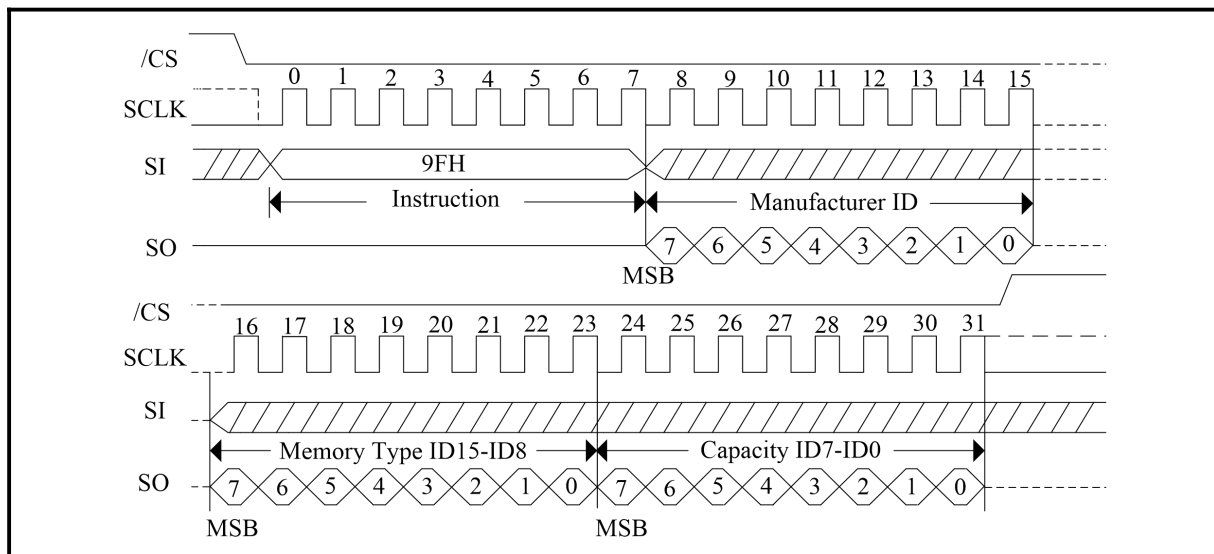 /CS
0 1 2 3 4 5 6 7 8 9 10 11 12 13 14 15
SCLK
SI 9FH
Instruction Manufacturer ID
SO 7 6 5 4 3 2 1 0
MSB
/CS
16 17 18 19 20 21 22 23 24 25 26 27 28 29 30 31
SCLK
SI
Memory Type ID15-ID8 Capacity ID7-ID0
SO 7 6 5 4 3 2 1 0 7 6 5 4 3 2 1 0
MSB MSB